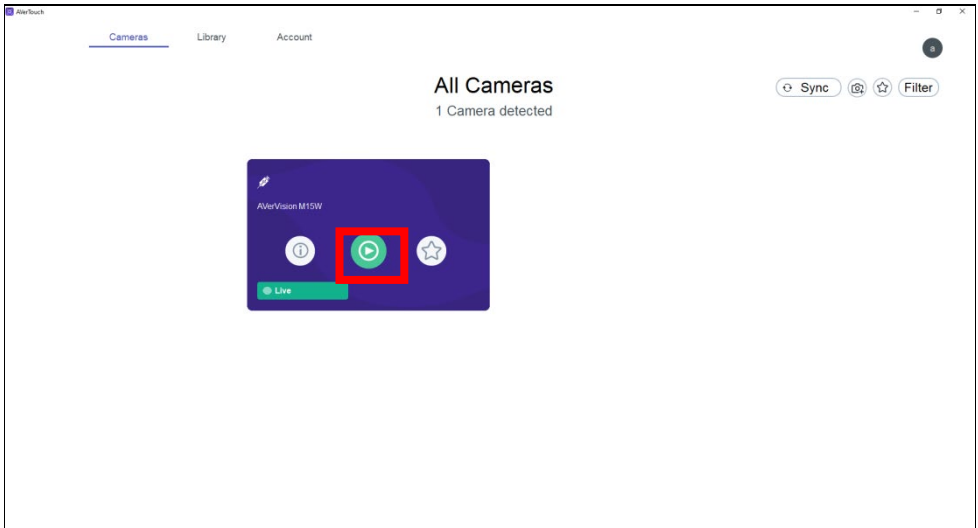 AVerTouch
Cameras Library Account
a
All Cameras
Sync Filter
1 Camera detected
AVerVision M15W
Live